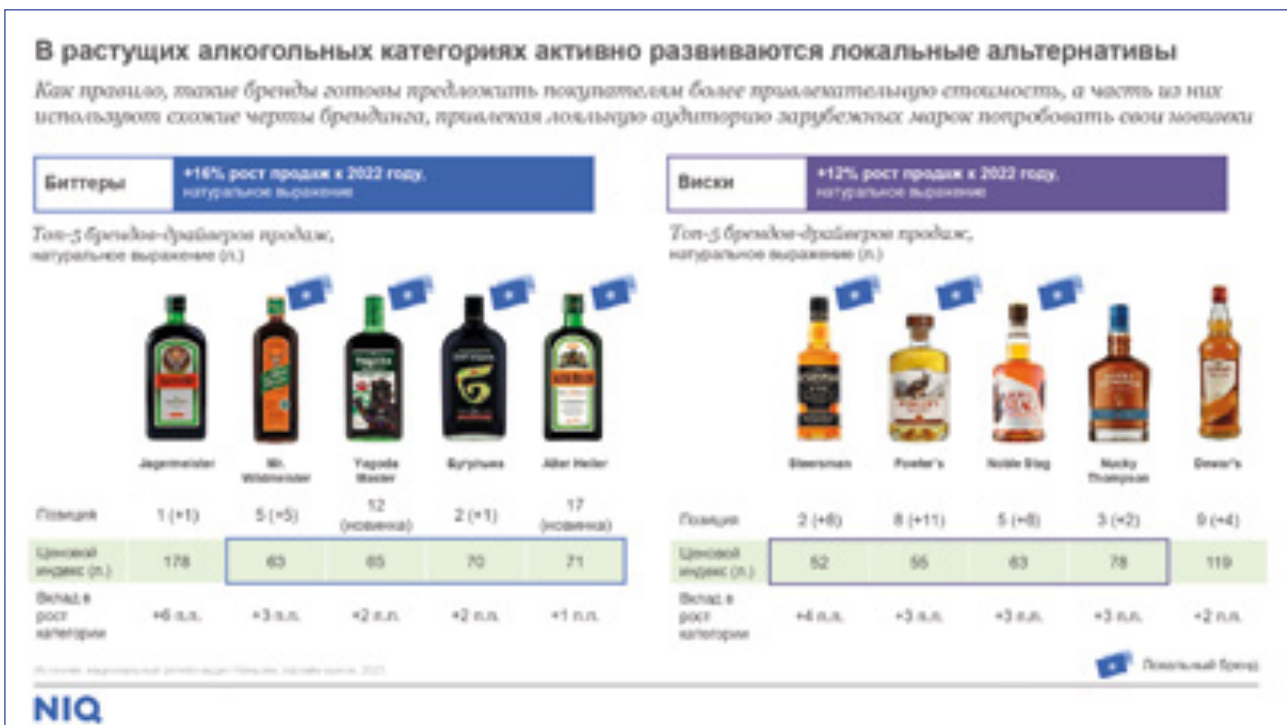 В растущих алкогольных категориях активно развиваются локальные альтернативы
Как правило, такие бренды готовы предложить покупателям более привлекательную стоимость, а часть из них
используют схожие черты брендинга, привлекая лояльную аудиторию зарубежных марок попробовать свои новинки
Биттеры
+16% рост продаж к 2022 году,
натуральное выражение
Топ-5 брендов-драйверов продаж,
натуральное выражение (л.)
Jagermeister
Mr. Wildmeister
Yagoda Master
Бугульма
Alter Heiler
Позиция
1 (+1)
5 (+5)
12 (новинка)
2 (+1)
17 (новинка)
Ценовой индекс (л.)
178
63
65
70
71
Вклад в рост категории
+6 п.п.
+3 п.п.
+2 п.п.
+2 п.п.
+1 п.п.
Виски
+12% рост продаж к 2022 году,
натуральное выражение
Топ-5 брендов-драйверов продаж,
натуральное выражение (л.)
Steersman
Fowler's
Noble Stag
Nucky Thompson
Dewar's
Позиция
2 (+6)
8 (+11)
5 (+8)
3 (+2)
9 (+4)
Ценовой индекс (л.)
52
55
63
78
119
Вклад в рост категории
+4 п.п.
+3 п.п.
+3 п.п.
+3 п.п.
+2 п.п.
Локальный бренд
NIQ